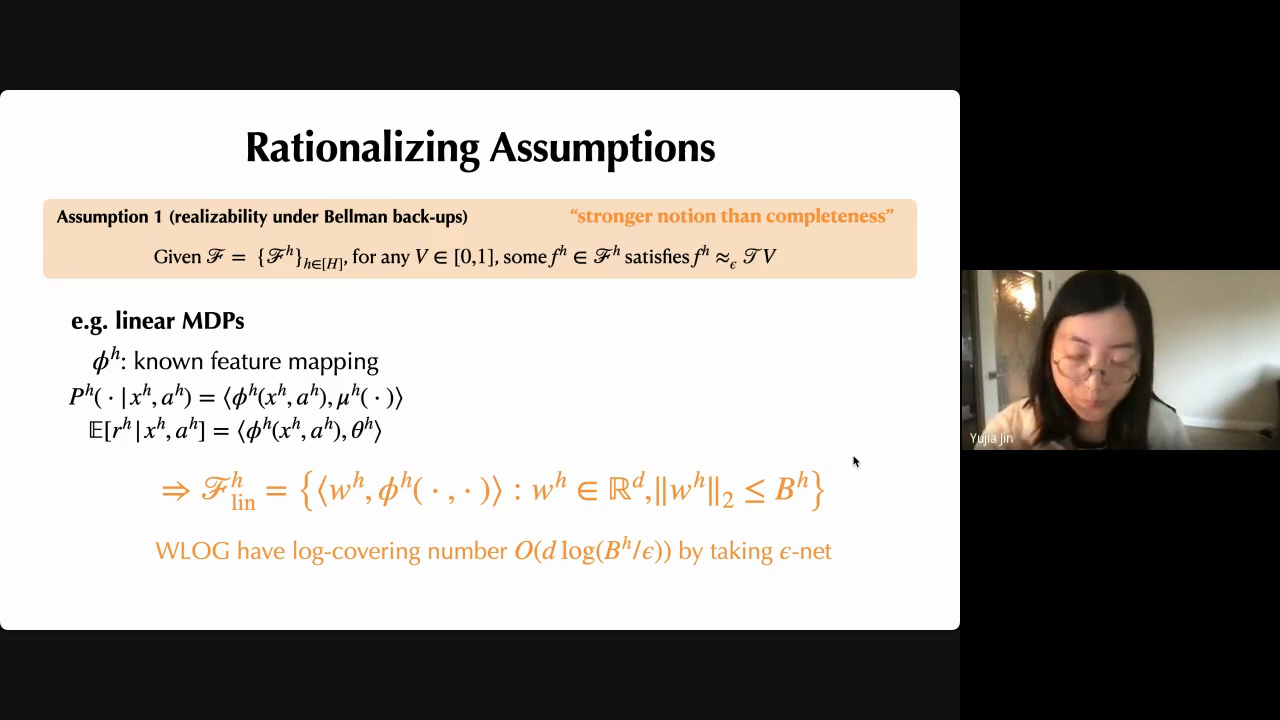 Rationalizing Assumptions
Assumption 1 (realizability under Bellman back-ups) “stronger notion than completeness”
Given ℱ = {ℱ^h}_{h∈[H]}, for any V ∈ [0,1], some f^h ∈ ℱ^h satisfies f^h ≈_ϵ 𝒯V
e.g. linear MDPs
ϕ^h: known feature mapping
P^h( · | x^h, a^h) = ⟨ϕ^h(x^h, a^h), μ^h( · )⟩
𝔼[r^h | x^h, a^h] = ⟨ϕ^h(x^h, a^h), θ^h⟩
⇒ ℱ^h_lin = {⟨w^h, ϕ^h( · , · )⟩ : w^h ∈ ℝ^d, ‖w^h‖_2 ≤ B^h}
WLOG have log-covering number O(d log(B^h/ϵ)) by taking ϵ-net
Yujia Jin